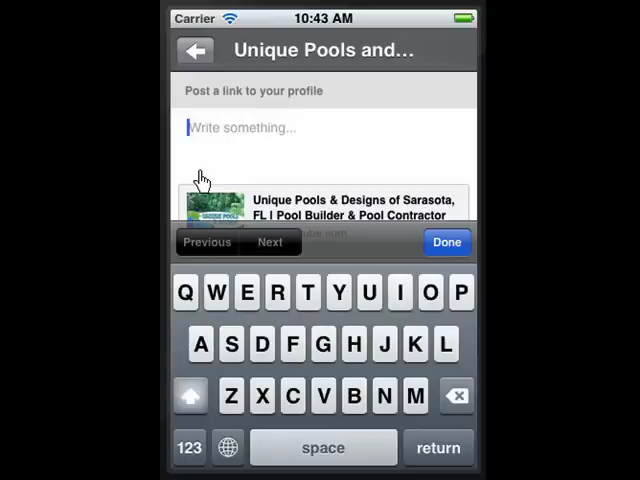 Carrier 10:43 AM
Unique Pools and...
Post a link to your profile
Write something...
Unique Pools & Designs of Sarasota,
FL | Pool Builder & Pool Contractor
Previous Next Done
Q W E R T Y U I O P
A S D F G H J K L
Z X C V B N M
123 space return